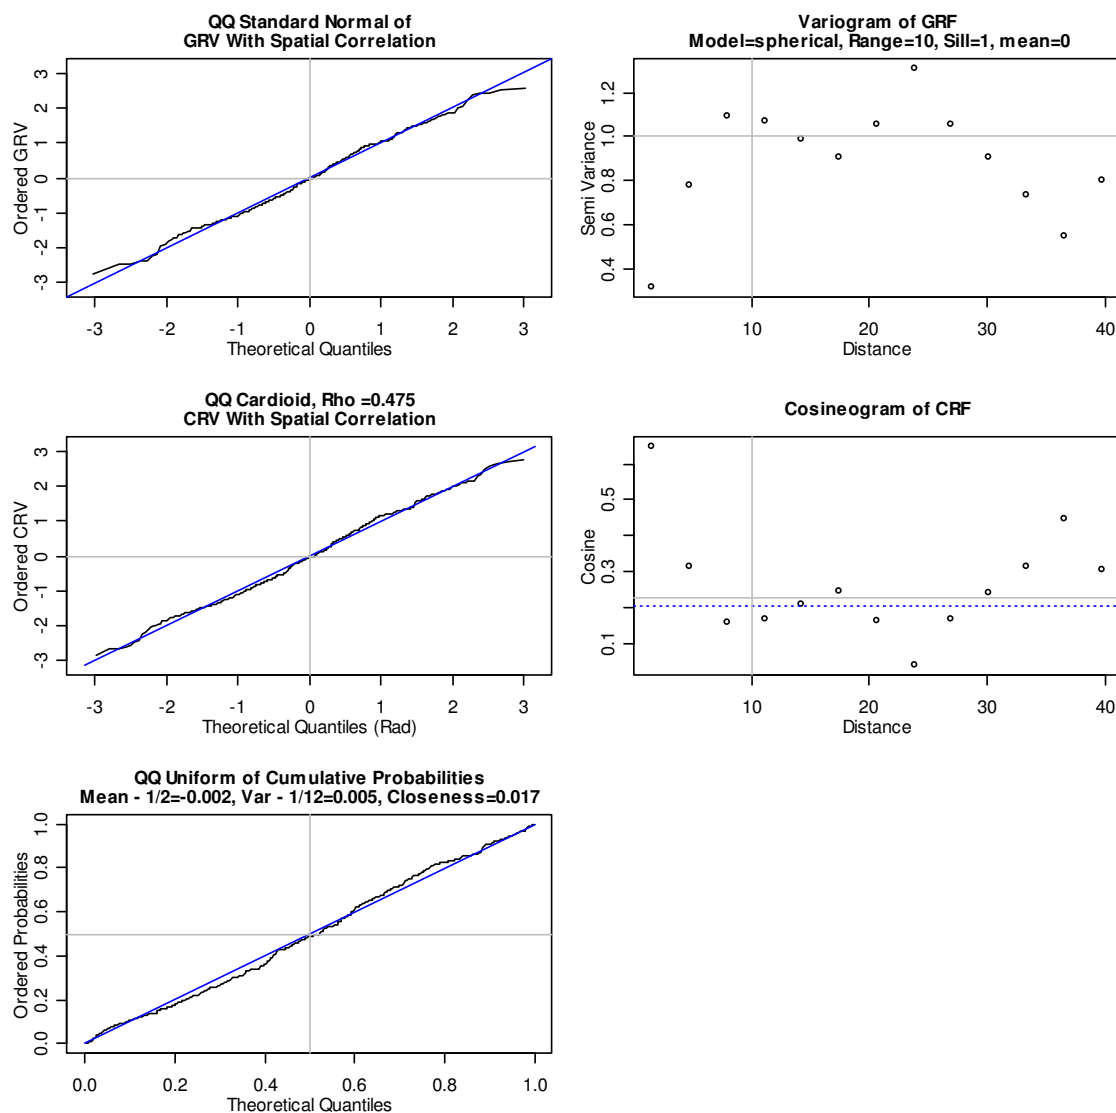 QQ Standard Normal of
GRV With Spatial Correlation
Ordered GRV
3
2
1
0
-1
-2
-3
-3 -2 -1 0 1 2 3
Theoretical Quantiles
Variogram of GRF
Model=spherical, Range=10, Sill=1, mean=0
Semi Variance
1.2
1.0
0.8
0.6
0.4
10 20 30 40
Distance
QQ Cardioid, Rho =0.475
CRV With Spatial Correlation
Ordered CRV
3
2
1
0
-1
-2
-3
-3 -2 -1 0 1 2 3
Theoretical Quantiles (Rad)
Cosineogram of CRF
Cosine
0.5
0.3
0.1
10 20 30 40
Distance
QQ Uniform of Cumulative Probabilities
Mean - 1/2=-0.002, Var - 1/12=0.005, Closeness=0.017
Ordered Probabilities
1.0
0.8
0.6
0.4
0.2
0.0
0.0 0.2 0.4 0.6 0.8 1.0
Theoretical Quantiles